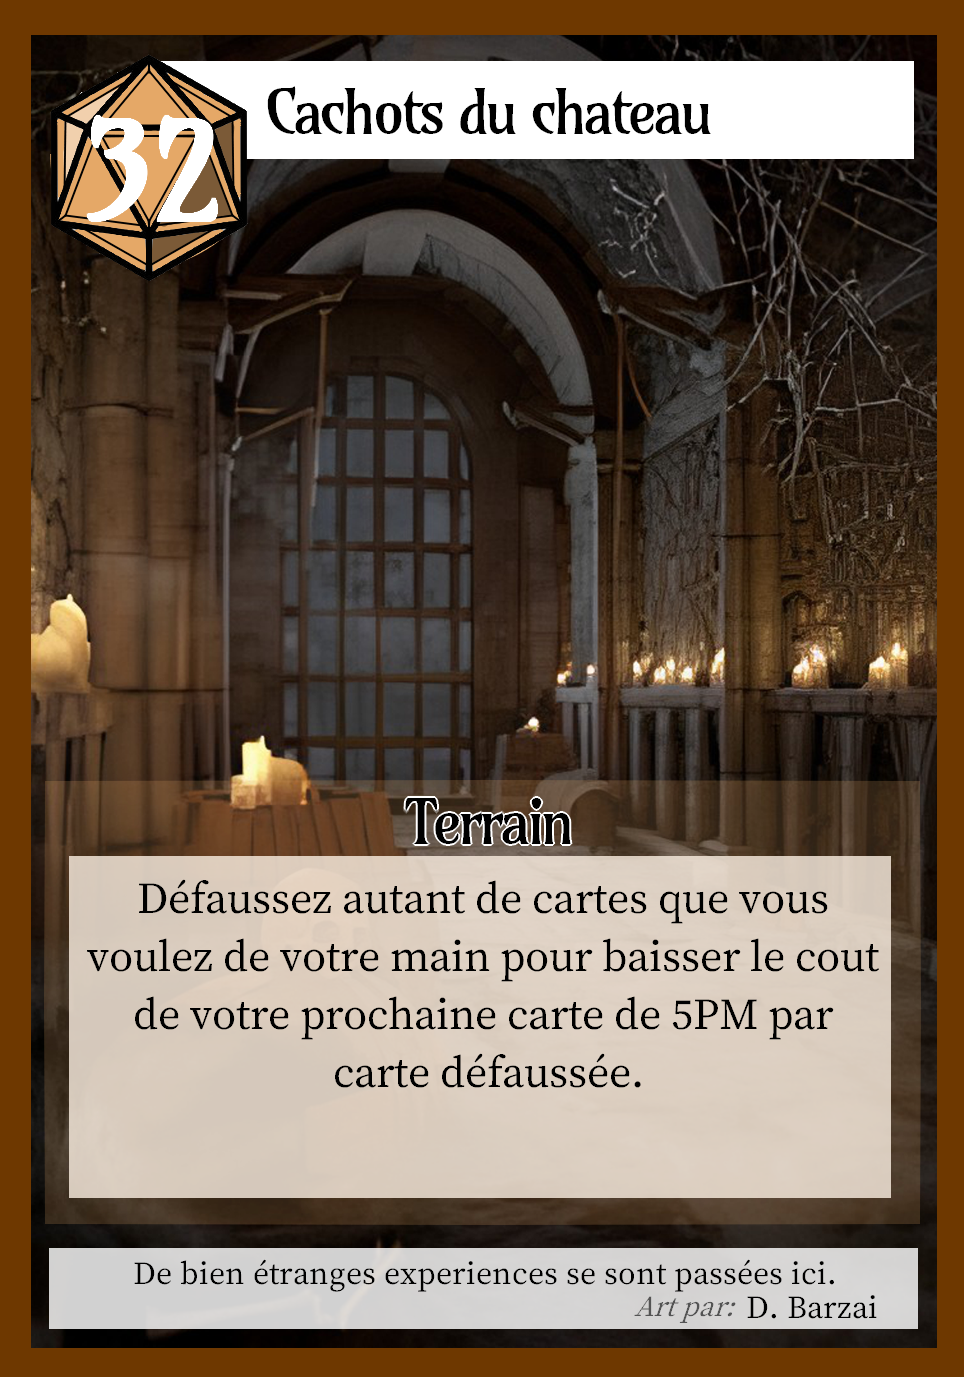 32
Cachots du chateau
Terrain
Défaussez autant de cartes que vous
voulez de votre main pour baisser le cout
de votre prochaine carte de 5PM par
carte défaussée.
De bien étranges experiences se sont passées ici.
Art par: D. Barzai